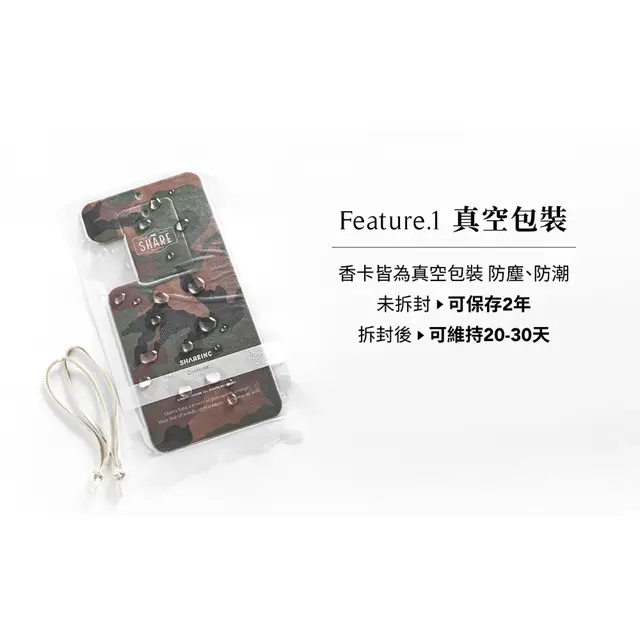 SHARE
SHAREING
Feature.1 真空包裝
香卡皆為真空包裝 防塵、防潮
未拆封▶可保存2年
拆封後▶可維持20-30天